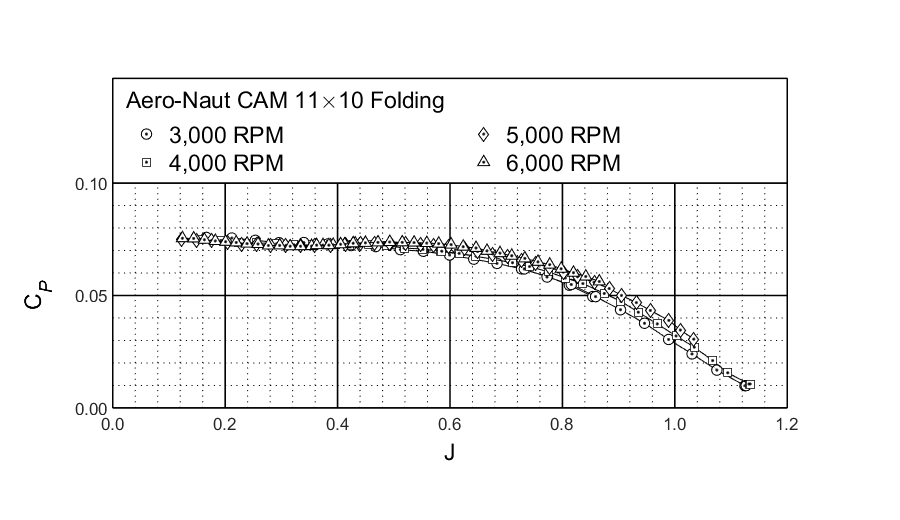 Aero-Naut CAM 11×10 Folding
3,000 RPM
5,000 RPM
4,000 RPM
6,000 RPM
0.10
0.05
0.00
C_P
0.0 0.2 0.4 0.6 0.8 1.0 1.2
J